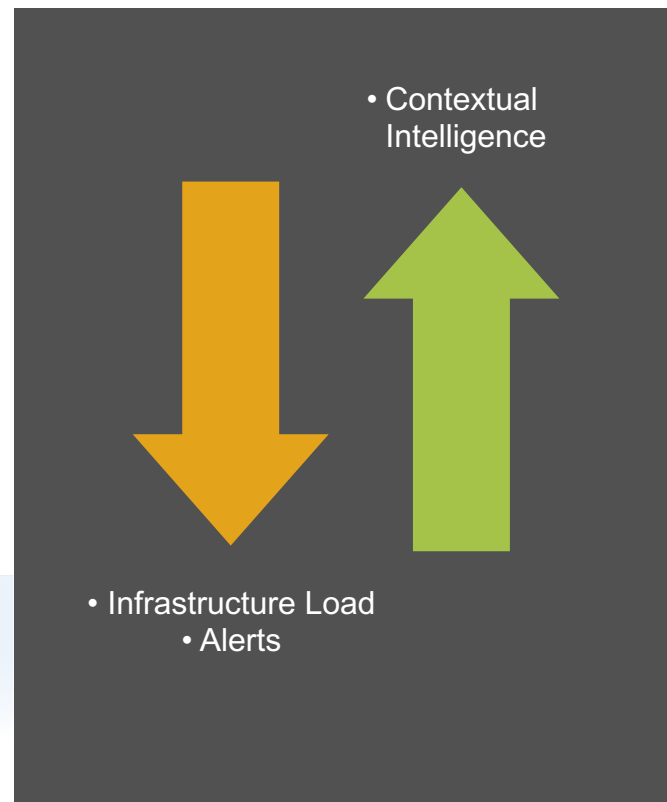 • Contextual
Intelligence
• Infrastructure Load
• Alerts